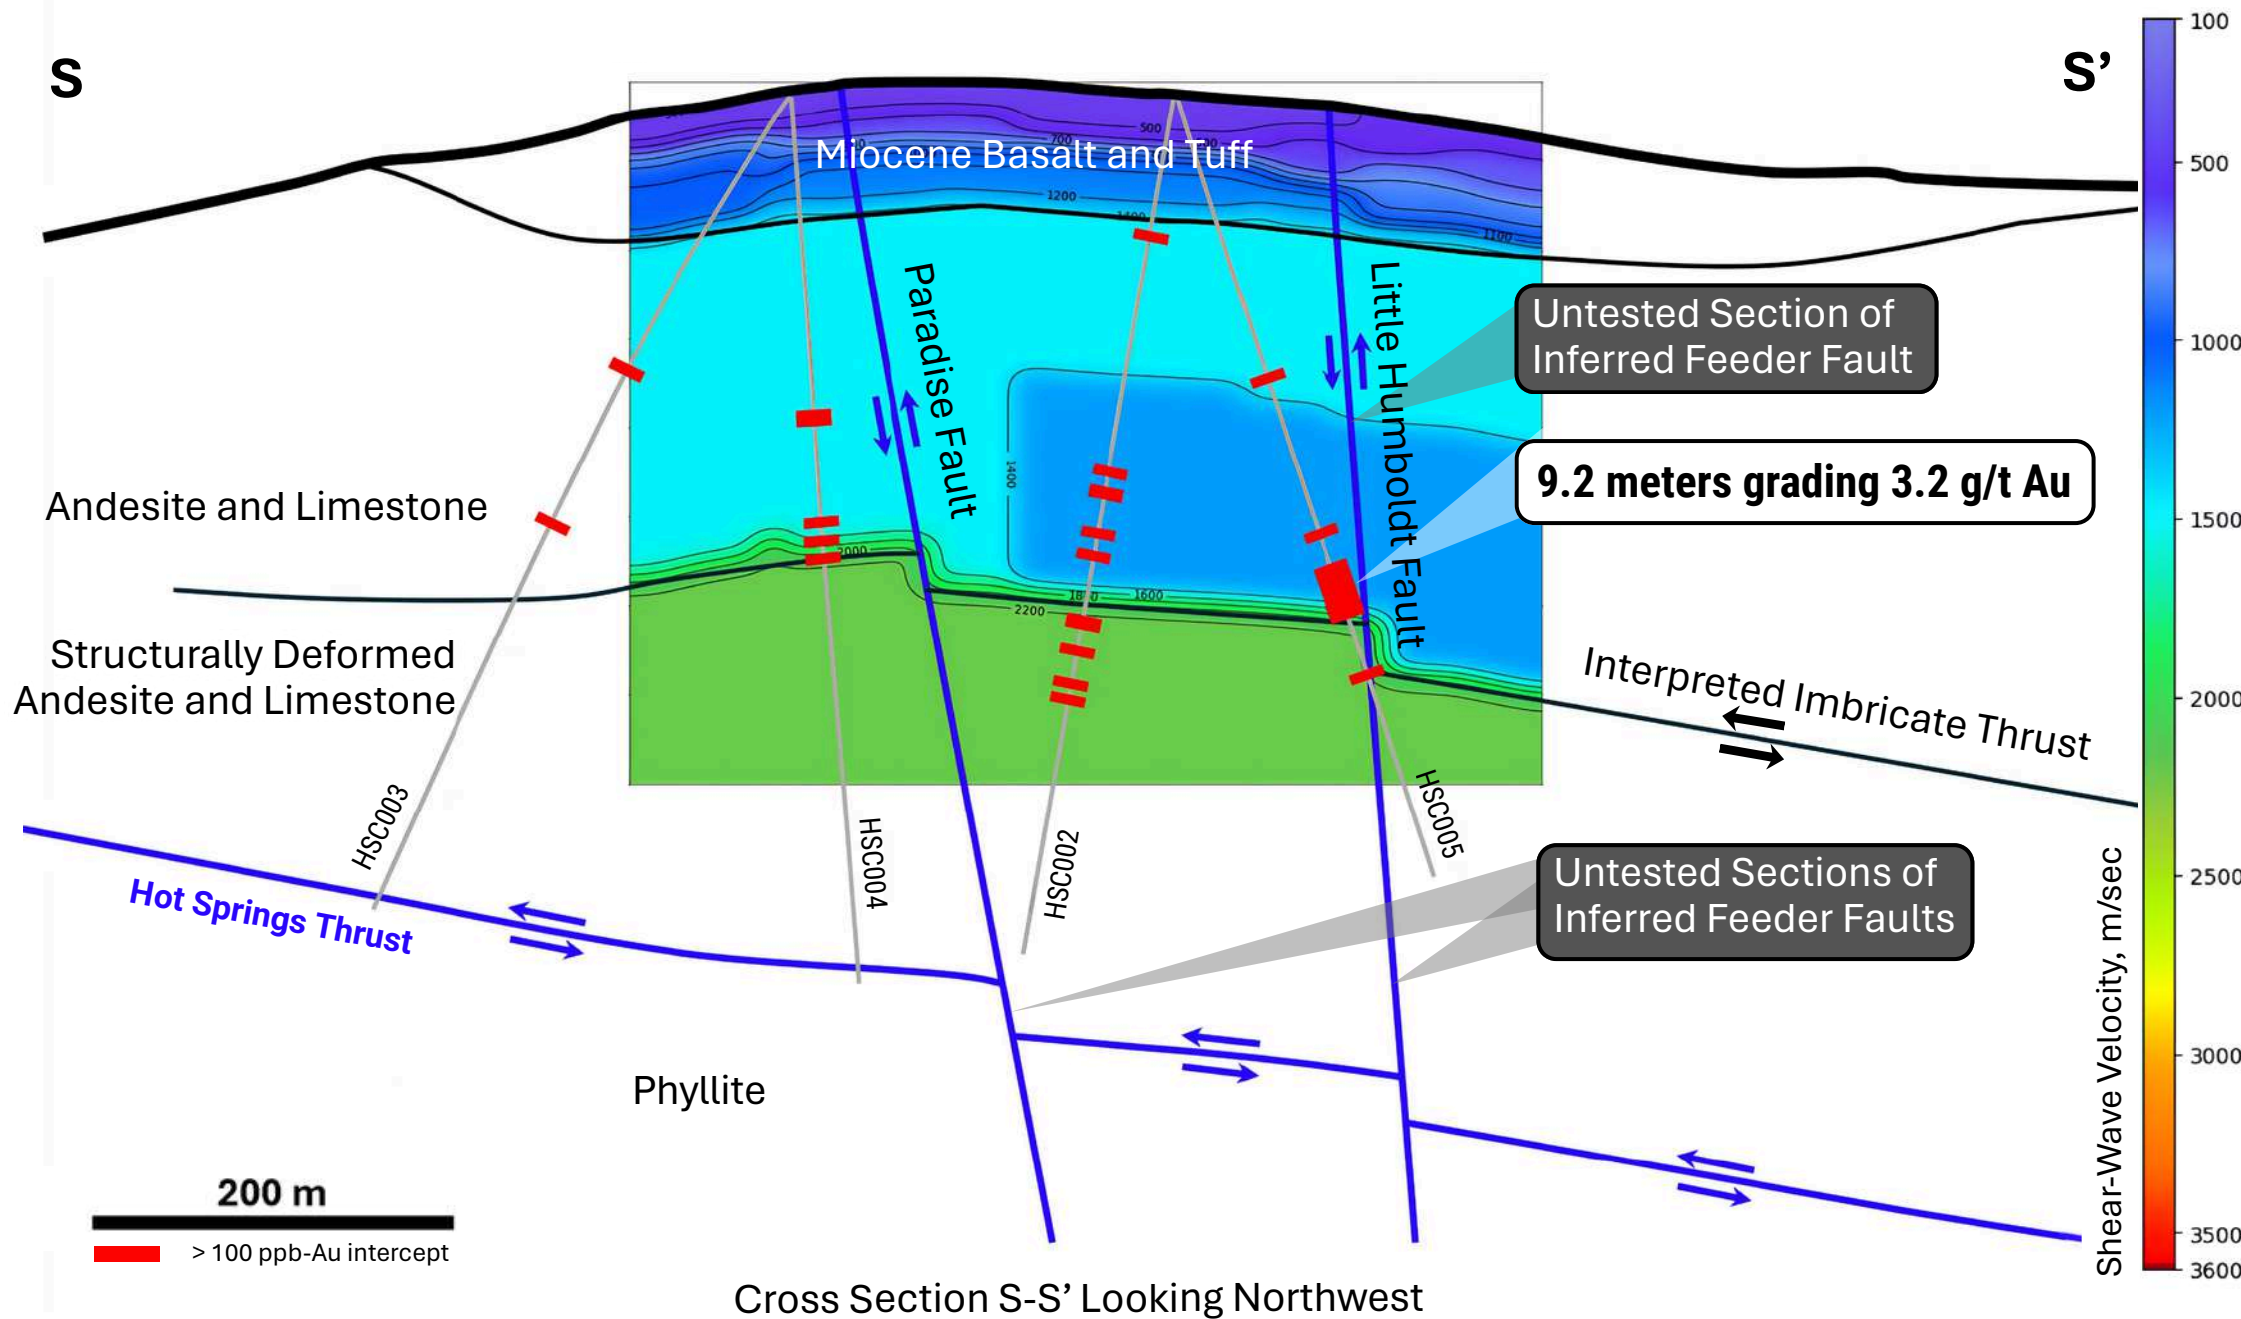 S
S’
100
500
1000
1500
2000
2500
3000
3500
3600
Shear-Wave Velocity, m/sec
500
700
Miocene Basalt and Tuff
1200
1400
1100
Paradise Fault
Little Humboldt Fault
Untested Section of
Inferred Feeder Fault
9.2 meters grading 3.2 g/t Au
1400
Andesite and Limestone
2000
1600
2200
Structurally Deformed
Andesite and Limestone
Interpreted Imbricate Thrust
HSC003
HSC004
HSC002
HSC005
Hot Springs Thrust
Untested Sections of
Inferred Feeder Faults
Phyllite
200 m
> 100 ppb-Au intercept
Cross Section S-S’ Looking Northwest